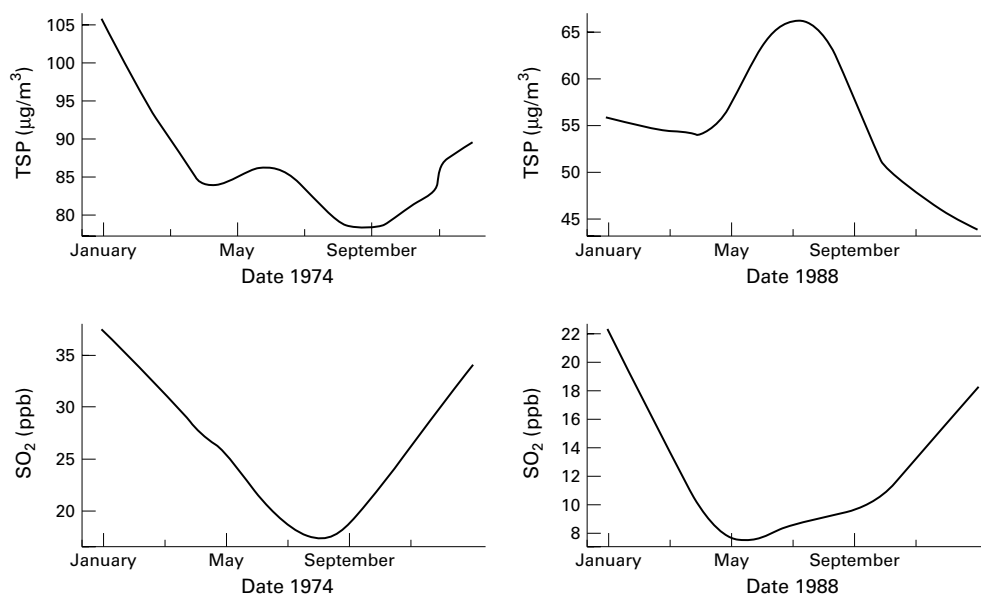 105
100
95
90
85
80
TSP (μg/m³)
January May September
Date 1974
65
60
55
50
45
TSP (μg/m³)
January May September
Date 1988
35
30
25
20
SO₂ (ppb)
January May September
Date 1974
22
20
18
16
14
12
10
8
SO₂ (ppb)
January May September
Date 1988